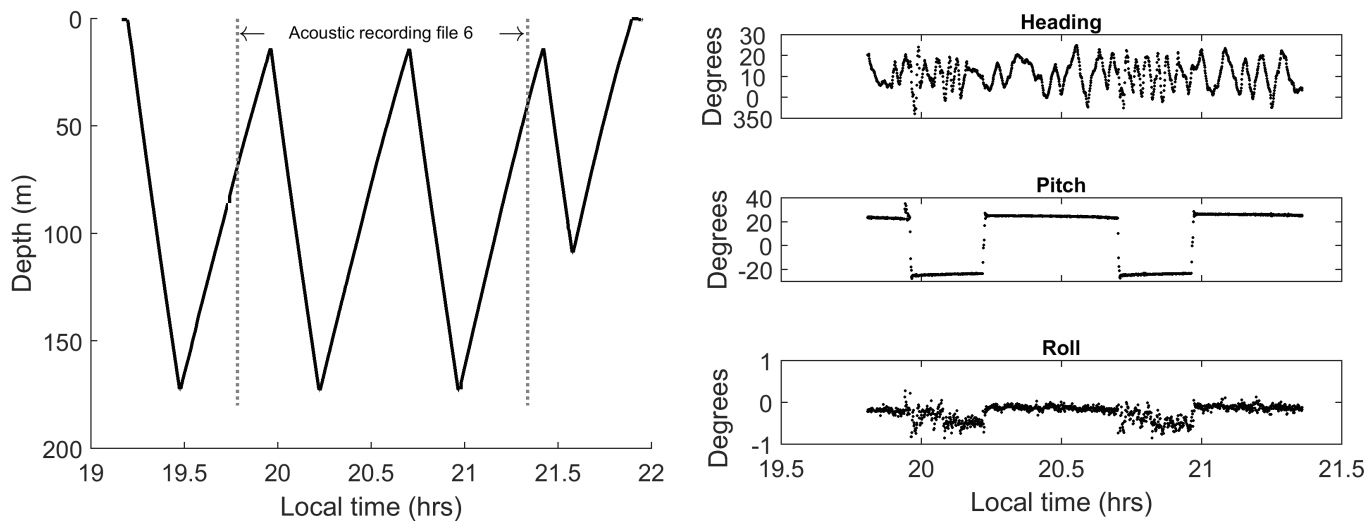 0
50
100
150
200
Depth (m)
← Acoustic recording file 6 →
19 19.5 20 20.5 21 21.5 22
Local time (hrs)
Heading
30
20
10
0
350
Degrees
Pitch
40
20
0
-20
Degrees
Roll
1
0
-1
Degrees
19.5 20 20.5 21 21.5
Local time (hrs)